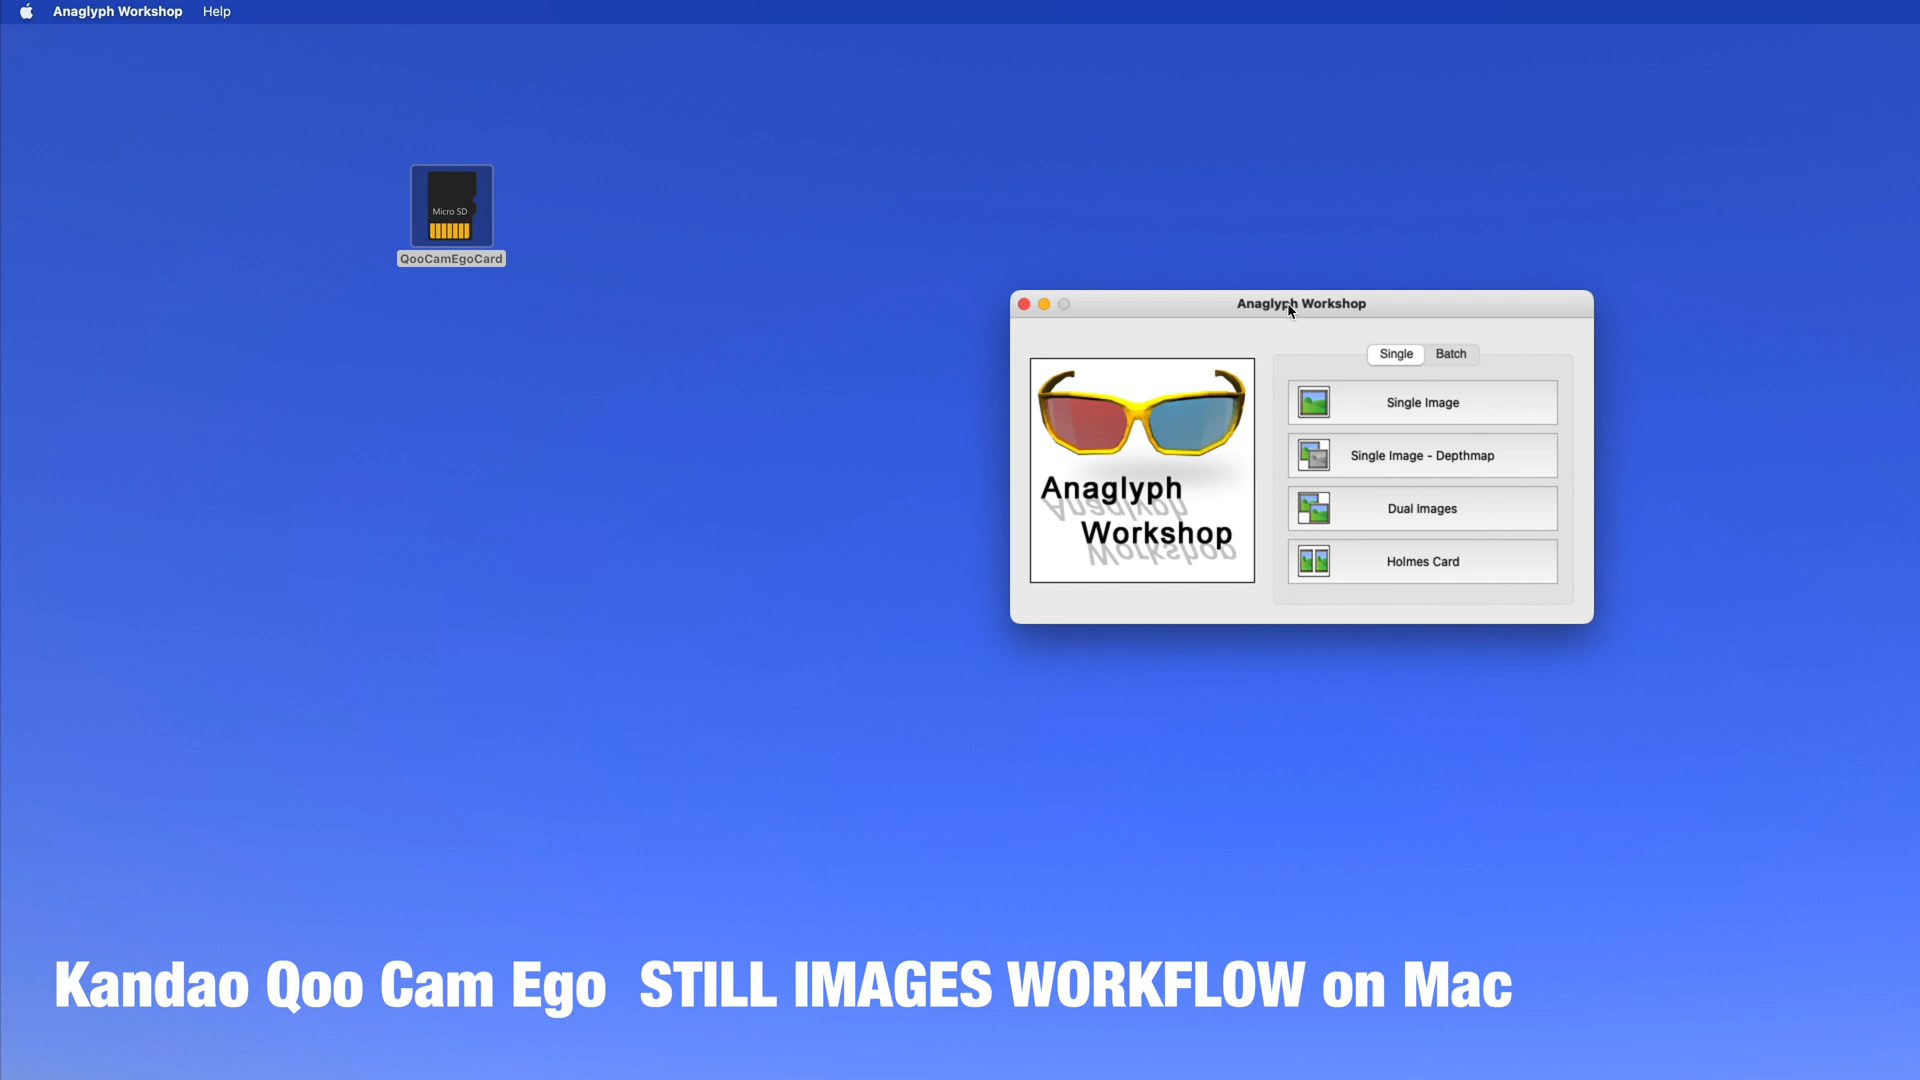 Anaglyph Workshop Help
Micro SD
QooCamEgoCard
Anaglyph Workshop
Single Batch
Single Image
Single Image - Depthmap
Dual Images
Holmes Card
Anaglyph
Workshop
Kandao Qoo Cam Ego STILL IMAGES WORKFLOW on Mac